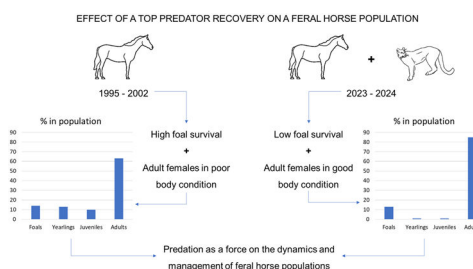 EFFECT OF A TOP PREDATOR RECOVERY ON A FERAL HORSE POPULATION
+
1995 - 2002
2023 - 2024
% in population
90
80
70
60
50
40
30
20
10
0
Foals Yearlings Juveniles Adults
High foal survival
+
Adult females in poor
body condition
Low foal survival
+
Adult females in good
body condition
% in population
90
80
70
60
50
40
30
20
10
0
Foals Yearlings Juveniles
Predation as a force on the dynamics and
management of feral horse populations